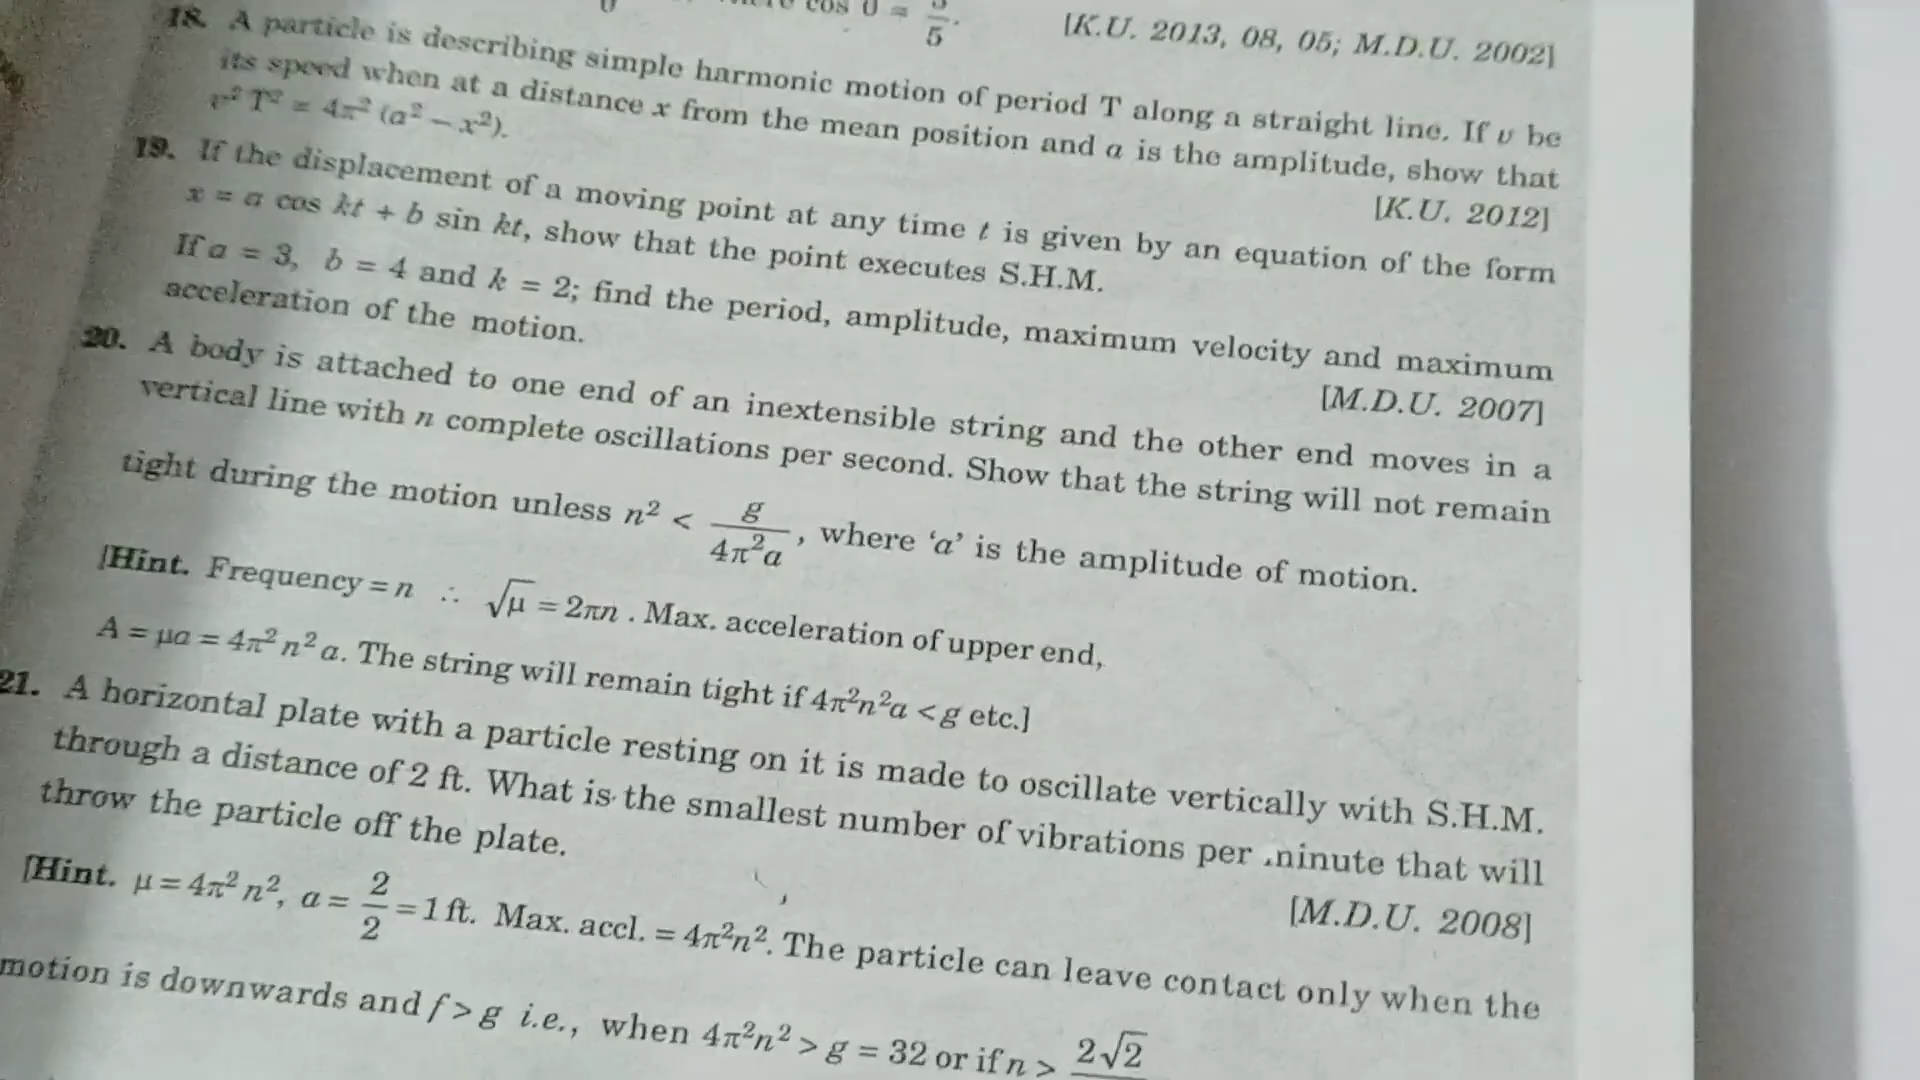 cos θ = 3/5. [K.U. 2013, 08, 05; M.D.U. 2002]
18. A particle is describing simple harmonic motion of period T along a straight line. If v be
its speed when at a distance x from the mean position and a is the amplitude, show that
v² T² = 4π² (a² – x²). [K.U. 2012]
19. If the displacement of a moving point at any time t is given by an equation of the form
x = a cos kt + b sin kt, show that the point executes S.H.M.
If a = 3, b = 4 and k = 2; find the period, amplitude, maximum velocity and maximum
acceleration of the motion. [M.D.U. 2007]
20. A body is attached to one end of an inextensible string and the other end moves in a
vertical line with n complete oscillations per second. Show that the string will not remain
tight during the motion unless n² < g/4π²a, where ‘a’ is the amplitude of motion.
[Hint. Frequency = n ∴ √μ = 2πn. Max. acceleration of upper end,
A = μa = 4π² n² a. The string will remain tight if 4π²n²a < g etc.]
21. A horizontal plate with a particle resting on it is made to oscillate vertically with S.H.M.
through a distance of 2 ft. What is the smallest number of vibrations per .ninute that will
throw the particle off the plate. [M.D.U. 2008]
[Hint. μ = 4π² n², a = 2/2 = 1 ft. Max. accl. = 4π²n². The particle can leave contact only when the
motion is downwards and f > g i.e., when 4π²n² > g = 32 or if n > 2√2